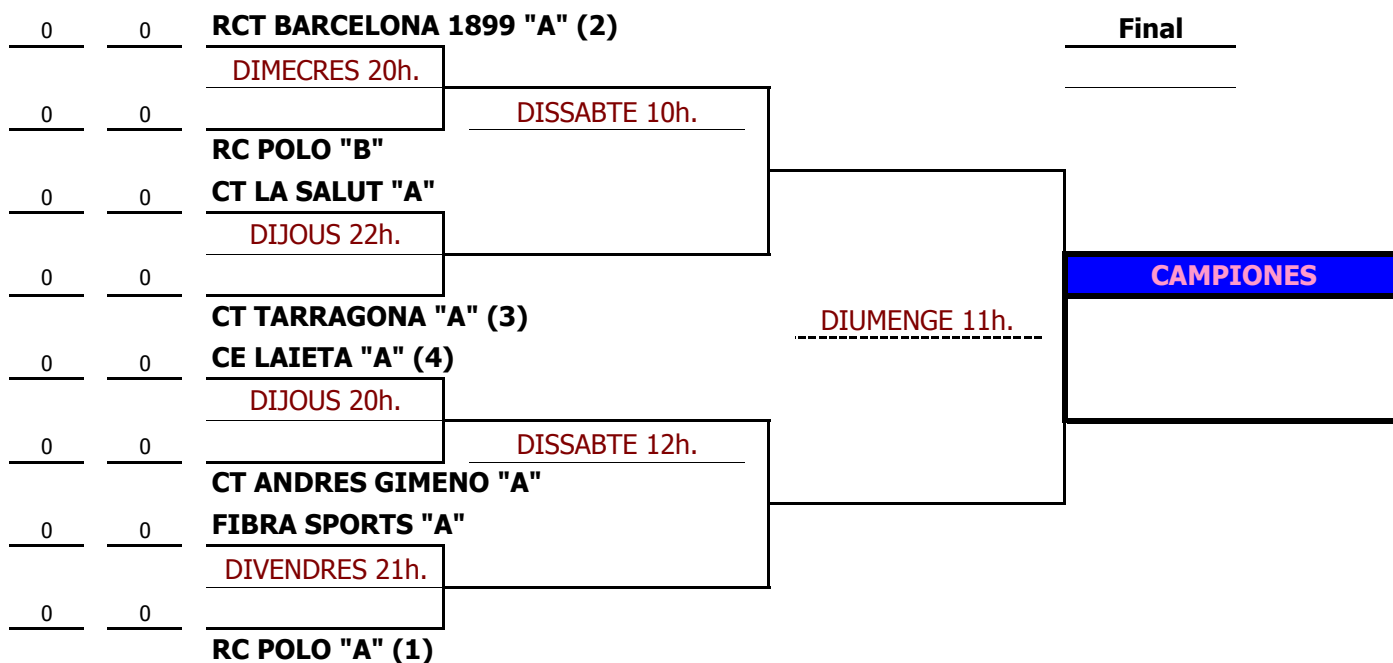 0 0 RCT BARCELONA 1899 "A" (2) Final
DIMECRES 20h.
0 0 DISSABTE 10h.
RC POLO "B"
0 0 CT LA SALUT "A"
DIJOUS 22h.
0 0 CAMPIONES
CT TARRAGONA "A" (3) DIUMENGE 11h.
0 0 CE LAIETA "A" (4)
DIJOUS 20h.
0 0 DISSABTE 12h.
CT ANDRES GIMENO "A"
0 0 FIBRA SPORTS "A"
DIVENDRES 21h.
0 0
RC POLO "A" (1)